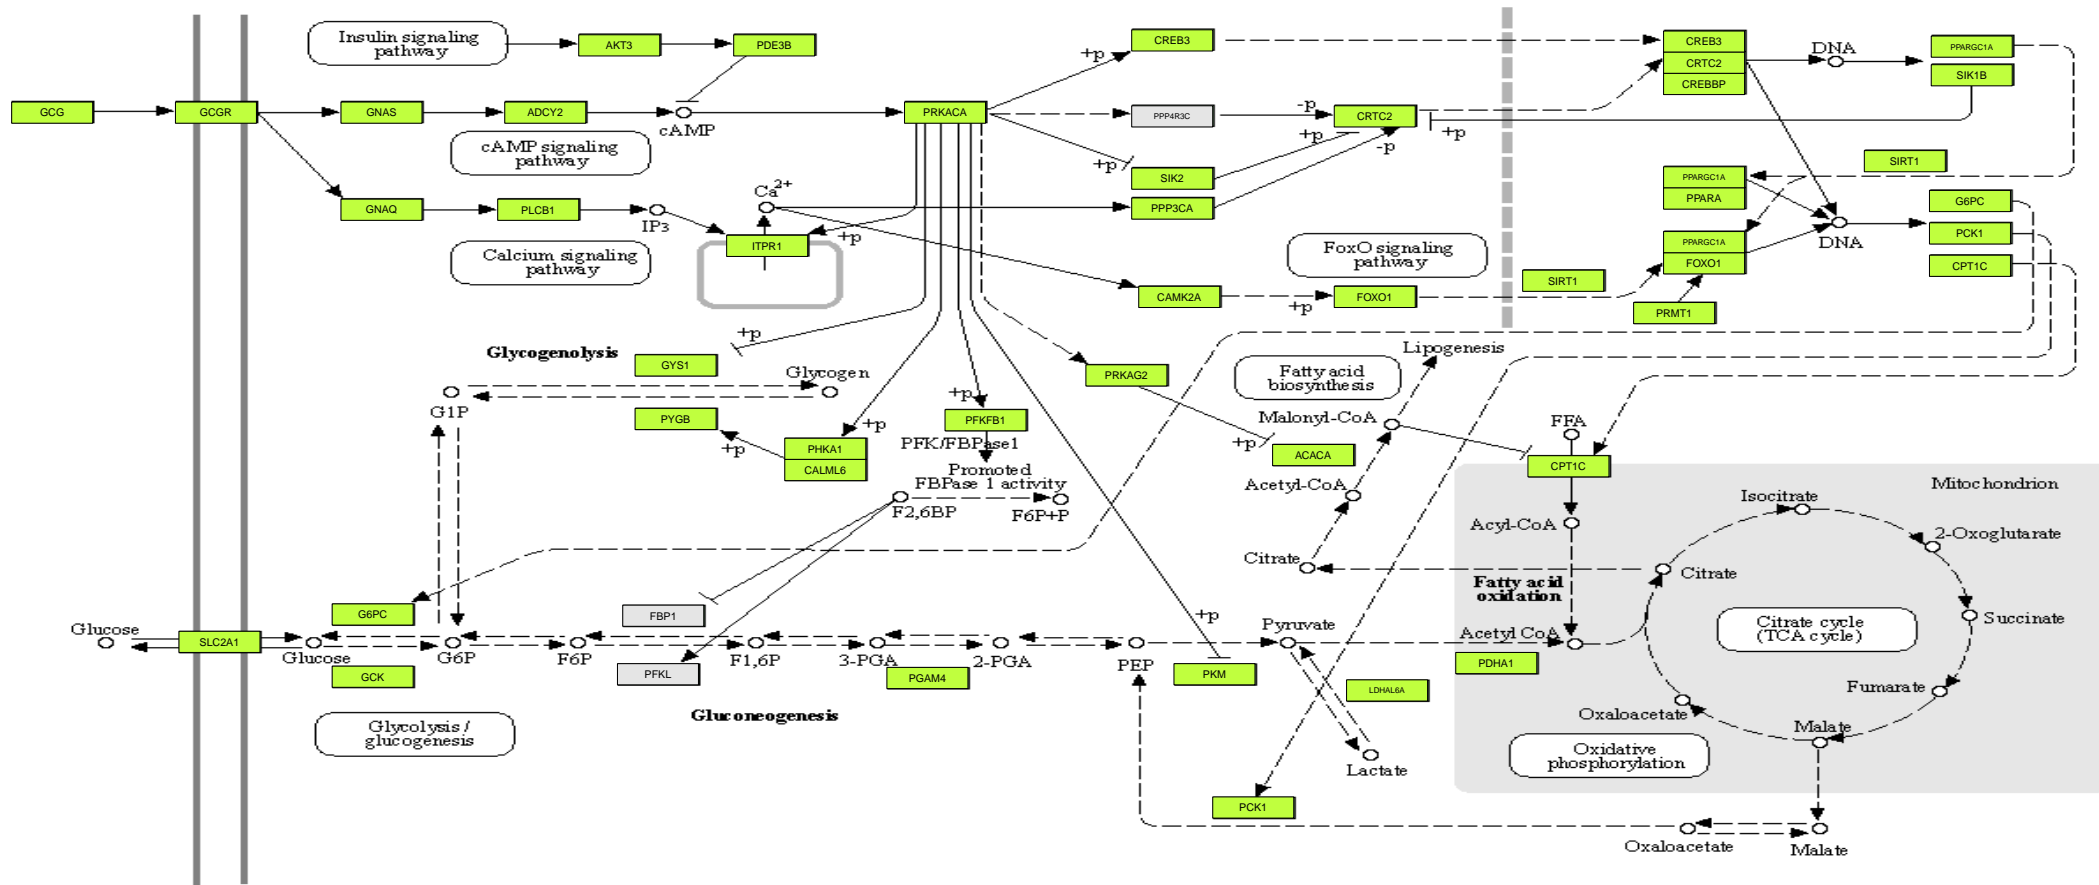 Insulin signaling
pathway
AKT3
PDE3B
CREB3
CREB3
CRTC2
CREBBP
DNA
PPARGC1A
SIK1B
+p
GCG
GCGR
GNAS
ADCY2
cAMP
PRKACA
PPP4R3C
-p
CRTC2
+p
+p
-p
cAMP signaling
pathway
+p
SIK2
SIRT1
PPARGC1A
PPARA
G6PC
GNAQ
PLCB1
IP3
Ca2+
PPP3CA
DNA
PCK1
ITPR1
+p
Calcium signaling
pathway
FoxO signaling
pathway
PPARGC1A
FOXO1
CPT1C
SIRT1
CAMK2A
+p
FOXO1
PRMT1
+p
Glycogenolysis
GYS1
Glycogen
PRKAG2
Lipogenesis
Fatty acid
biosynthesis
G1P
+p
PYGB
PFKFB1
+p
PFK/FBPase1
Malonyl-CoA
FFA
+p
PHKA1
CALML6
+p
ACACA
CPT1C
Promoted
FBPase 1 activity
F2,6BP
F6P+P
Acetyl-CoA
Isocitrate
Mitochondrion
Acyl-CoA
2-Oxoglutarate
Citrate
Fatty acid
oxidation
Citrate
G6PC
FBP1
+p
Succinate
Glucose
SLC2A1
Glucose
G6P
F6P
F1,6P
3-PGA
2-PGA
PEP
Pyruvate
Acetyl CoA
Citrate cycle
(TCA cycle)
GCK
PFKL
PGAM4
PKM
LDHAL6A
PDHA1
Fumarate
Gluconeogenesis
Oxaloacetate
Malate
Glycolysis /
glucogenesis
Oxidative
phosphorylation
Lactate
PCK1
Oxaloacetate
Malate